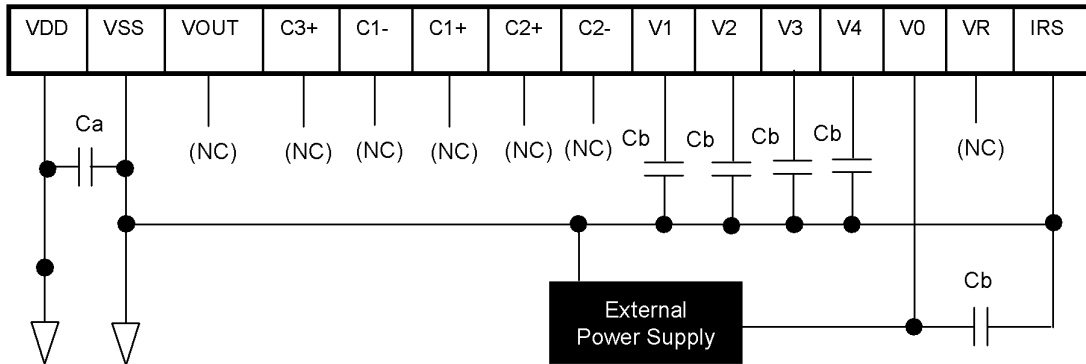 VDD VSS VOUT C3+ C1- C1+ C2+ C2- V1 V2 V3 V4 V0 VR IRS
Ca
Cb Cb Cb Cb
(NC) (NC) (NC) (NC) (NC) (NC) (NC)
Cb
External
Power Supply